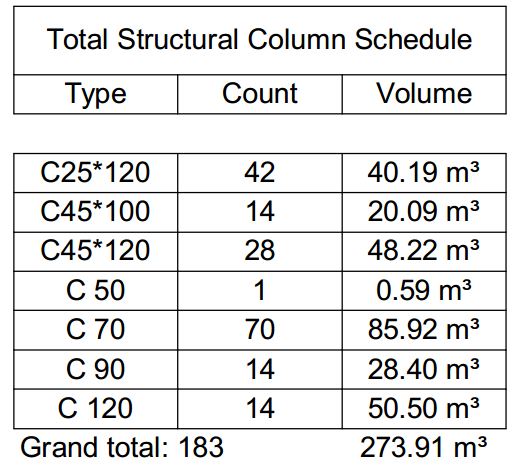 Total Structural Column Schedule
Type Count Volume
C25*120 42 40.19 m³
C45*100 14 20.09 m³
C45*120 28 48.22 m³
C 50 1 0.59 m³
C 70 70 85.92 m³
C 90 14 28.40 m³
C 120 14 50.50 m³
Grand total: 183 273.91 m³